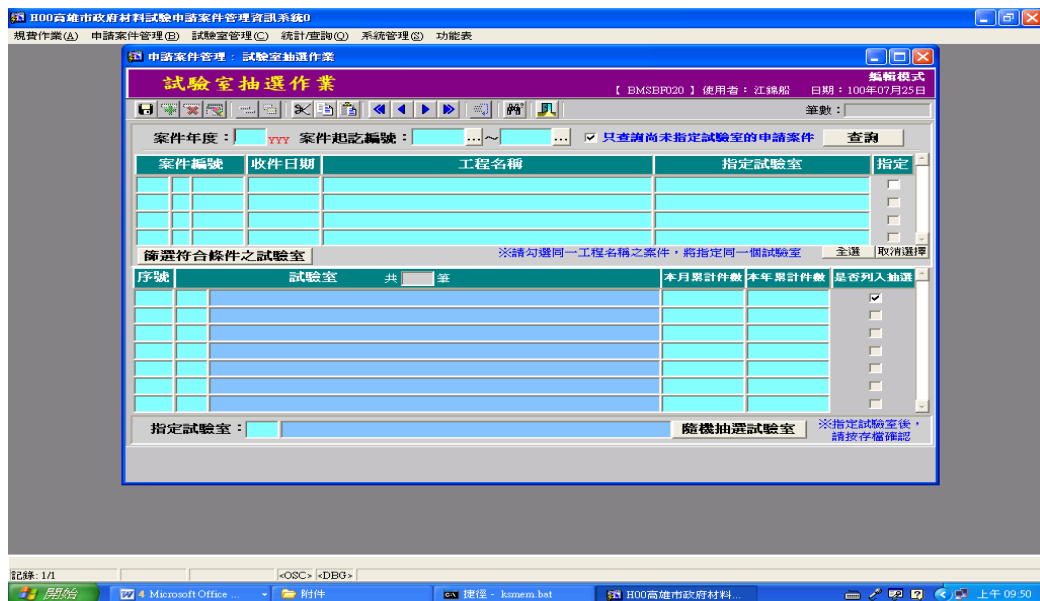 H00高雄市政府材料試驗申請案件管理資訊系統0
規費作業(A) 申請案件管理(B) 試驗室管理(C) 統計/查詢(Q) 系統管理(S) 功能表
申請案件管理：試驗室抽選作業
試驗室抽選作業
編輯模式
【 BMSBF020 】使用者：江錦船 日期：100年07月25日
筆數：
案件年度： YYY 案件起訖編號： ... ～ ... 只查詢尚未指定試驗室的申請案件 查詢
案件編號 收件日期 工程名稱 指定試驗室 指定
篩選符合條件之試驗室 ※請勾選同一工程名稱之案件，將指定同一個試驗室 全選 取消選擇
序號 試驗室 共 筆 本月累計件數 本年累計件數 是否列入抽選
指定試驗室： 隨機抽選試驗室 ※指定試驗室後，
請按存檔確認
記錄: 1/1 <OSC> <DBG>
開始 4 Microsoft Office ... 附件 捷徑 - ksmem.bat H00高雄市政府材料... 上午 09:50